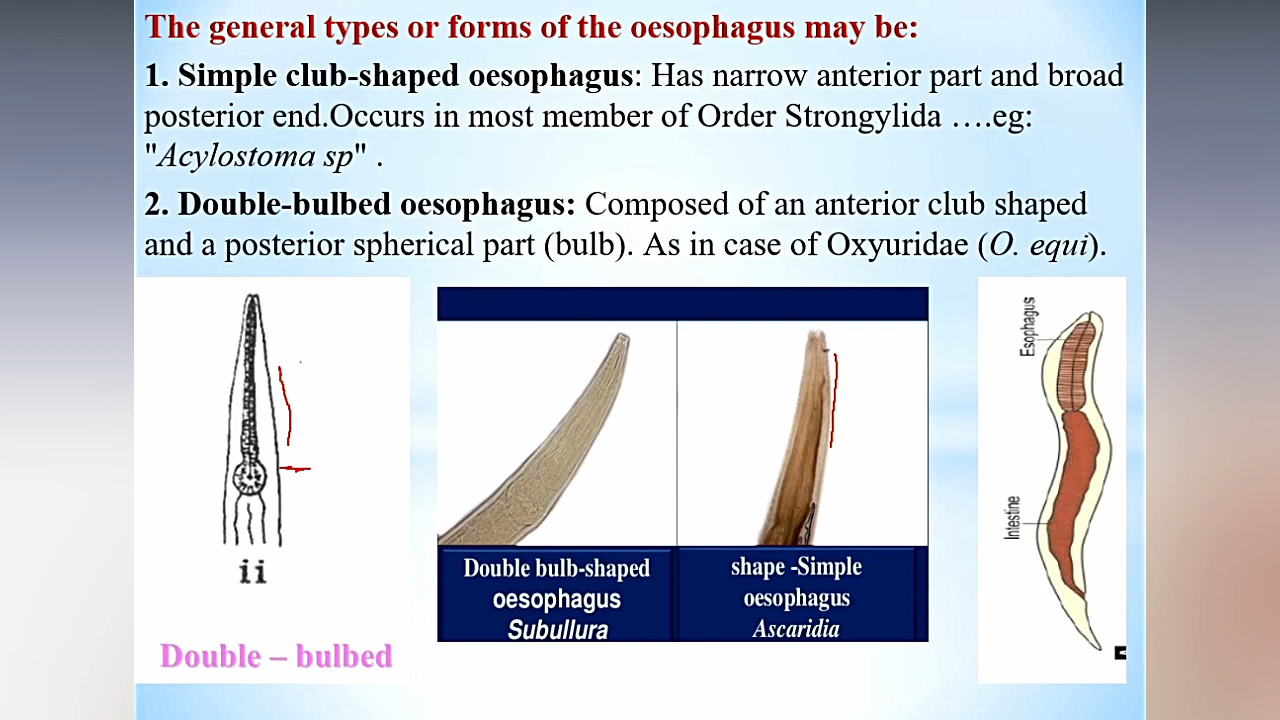 The general types or forms of the oesophagus may be:
1. Simple club-shaped oesophagus: Has narrow anterior part and broad
posterior end.Occurs in most member of Order Strongylida ….eg:
"Acylostoma sp" .
2. Double-bulbed oesophagus: Composed of an anterior club shaped
and a posterior spherical part (bulb). As in case of Oxyuridae (O. equi).
ii
Double – bulbed
Double bulb-shaped
oesophagus
Subullura
shape -Simple
oesophagus
Ascaridia
Esophagus
Intestine